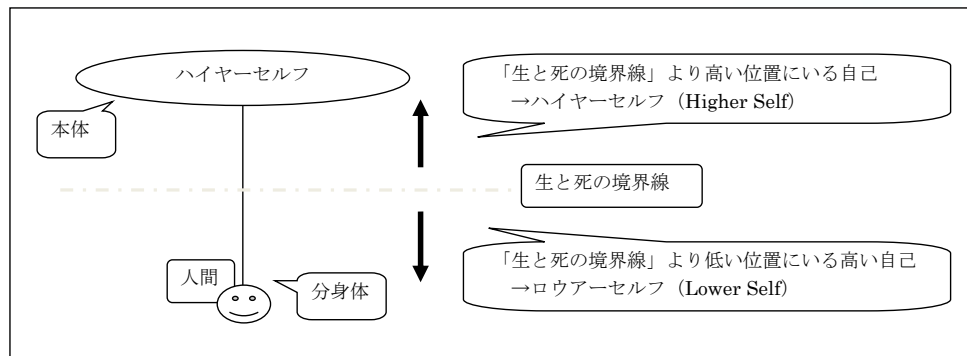 ハイヤーセルフ
本体
「生と死の境界線」より高い位置にいる自己
→ハイヤーセルフ（Higher Self）
生と死の境界線
「生と死の境界線」より低い位置にいる高い自己
→ロウアーセルフ（Lower Self）
人間
分身体